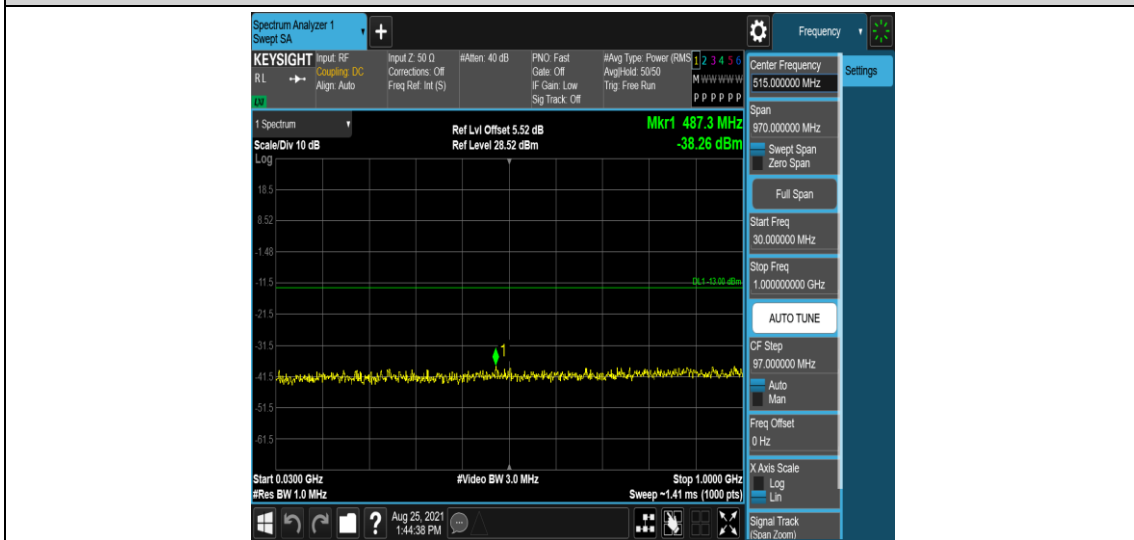 Spectrum Analyzer 1
Swept SA
+
Frequency
KEYSIGHT
RL
LXI
Input: RF
Coupling: DC
Align: Auto
Input Z: 50 Ω
Corrections: Off
Freq Ref: Int (S)
#Atten: 40 dB
PNO: Fast
Gate: Off
IF Gain: Low
Sig Track: Off
#Avg Type: Power (RMS
Avg|Hold: 50/50
Trig: Free Run
1 2 3 4 5 6
M W W W W W
P P P P P P
1 Spectrum
Scale/Div 10 dB
Ref Lvl Offset 5.52 dB
Ref Level 28.52 dBm
Mkr1 487.3 MHz
-38.26 dBm
Log
18.5
8.52
-1.48
-11.5
-21.5
-31.5
-41.5
-51.5
-61.5
DL1 -13.00 dBm
1
Start 0.0300 GHz
#Res BW 1.0 MHz
#Video BW 3.0 MHz
Stop 1.0000 GHz
Sweep ~1.41 ms (1000 pts)
?
Aug 25, 2021
1:44:38 PM
Center Frequency
515.000000 MHz
Settings
Span
970.000000 MHz
Swept Span
Zero Span
Full Span
Start Freq
30.000000 MHz
Stop Freq
1.000000000 GHz
AUTO TUNE
CF Step
97.000000 MHz
Auto
Man
Freq Offset
0 Hz
X Axis Scale
Log
Lin
Signal Track
(Span Zoom)